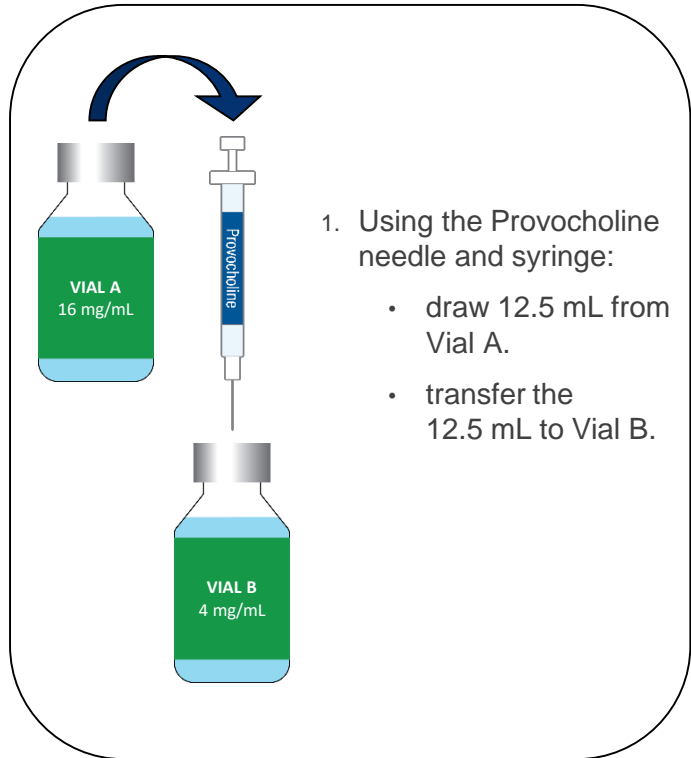 VIAL A
16 mg/mL
Provocholine
VIAL B
4 mg/mL
1. Using the Provocholine
needle and syringe:
• draw 12.5 mL from
Vial A.
• transfer the
12.5 mL to Vial B.